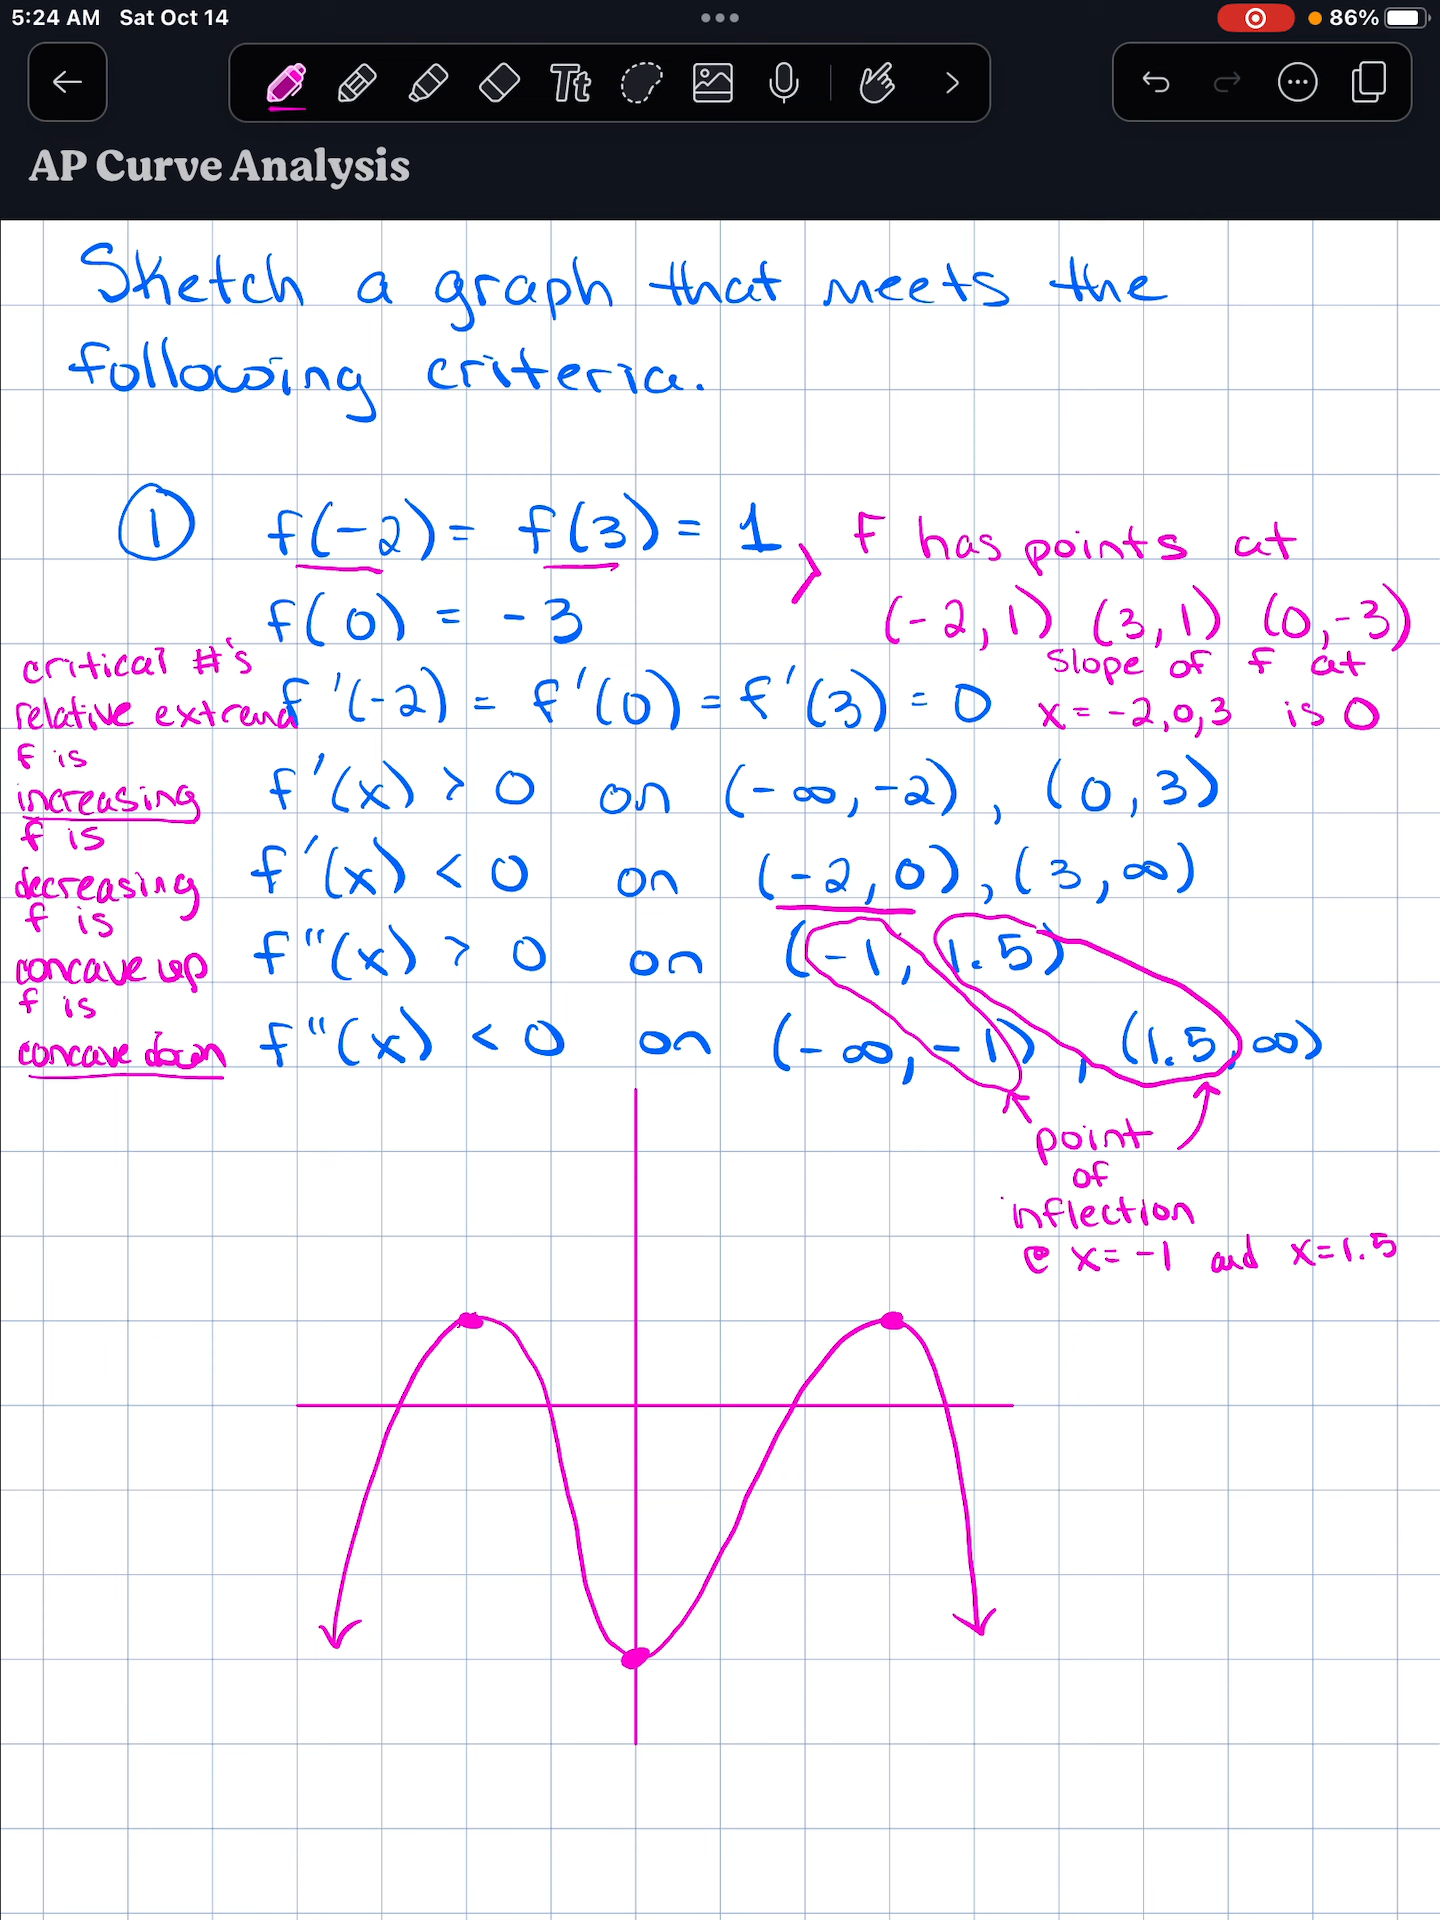 5:24 AM Sat Oct 14
86%
Tt
AP Curve Analysis
Sketch a graph that meets the
following criteria.
① f(-2) = f(3) = 1
f has points at
f(0) = -3
(-2,1) (3,1) (0,-3)
critical #'s
slope of f at
relative extrema
f'(-2) = f'(0) = f'(3) = 0
x = -2,0,3 is 0
f is
increasing
f'(x) > 0 on (-∞,-2), (0,3)
f is
decreasing
f'(x) < 0 on (-2,0), (3,∞)
f is
concave up
f"(x) > 0 on (-1, 1.5)
f is
concave down
f"(x) < 0 on (-∞,-1), (1.5,∞)
point
of
inflection
@ x = -1 and x=1.5